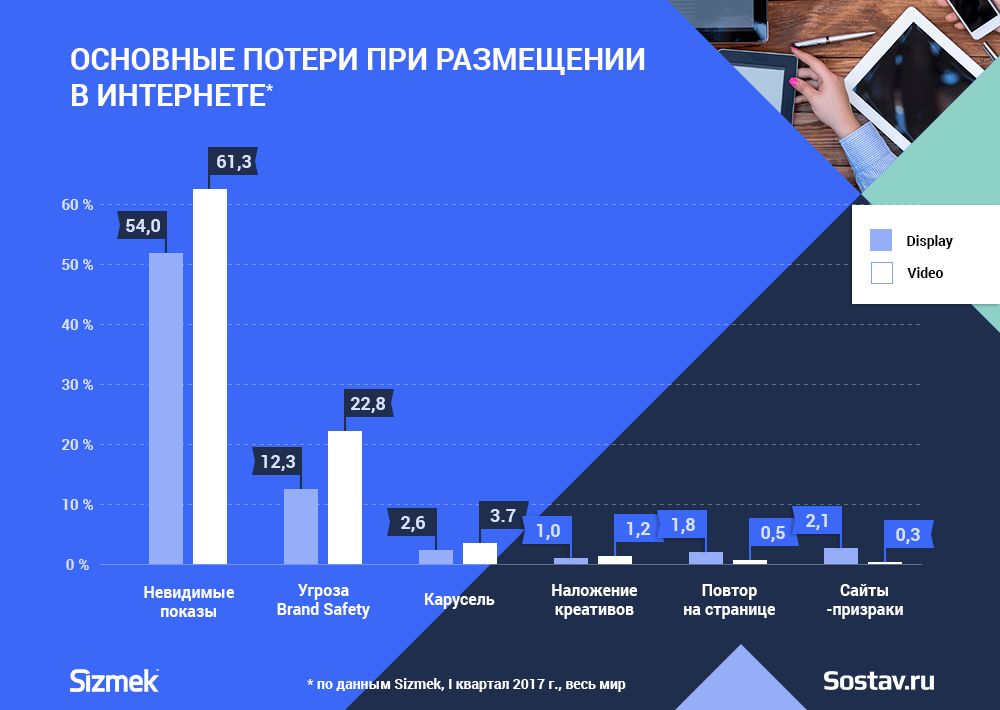 ОСНОВНЫЕ ПОТЕРИ ПРИ РАЗМЕЩЕНИИ
В ИНТЕРНЕТЕ*
Display
Video
60 %
50 %
40 %
30 %
20 %
10 %
0 %
54,0
61,3
12,3
22,8
2,6
3.7
1,0
1,2
1,8
0,5
2,1
0,3
Невидимые
показы
Угроза
Brand Safety
Карусель
Наложение
креативов
Повтор
на странице
Сайты
-призраки
Sizmek™
* по данным Sizmek, I квартал 2017 г., весь мир
Sostav.ru